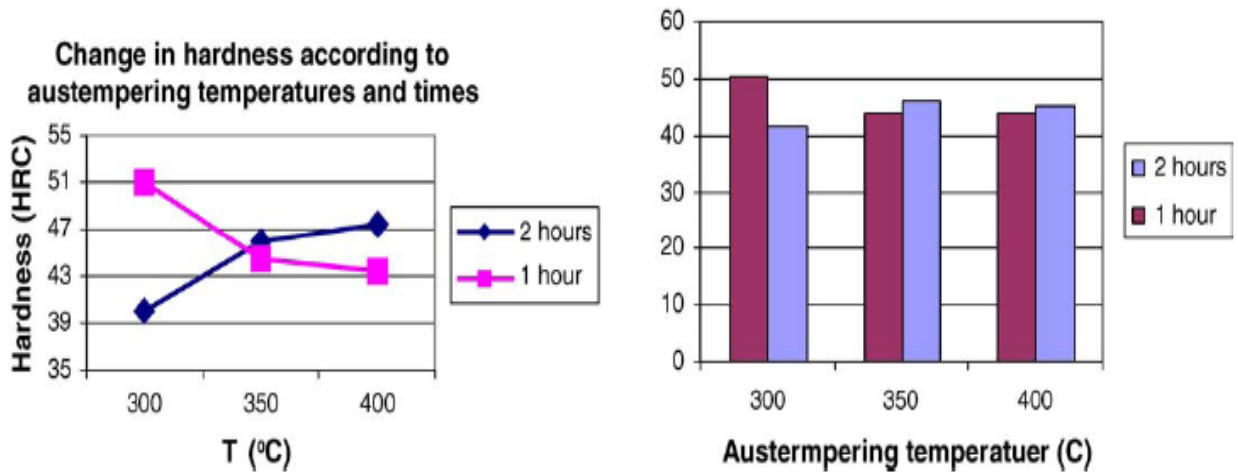 Change in hardness according to
austempering temperatures and times
Hardness (HRC)
55
51
47
43
39
35
300 350 400
T (ºC)
2 hours
1 hour
60
50
40
30
20
10
0
300 350 400
Austermpering temperatuer (C)
2 hours
1 hour